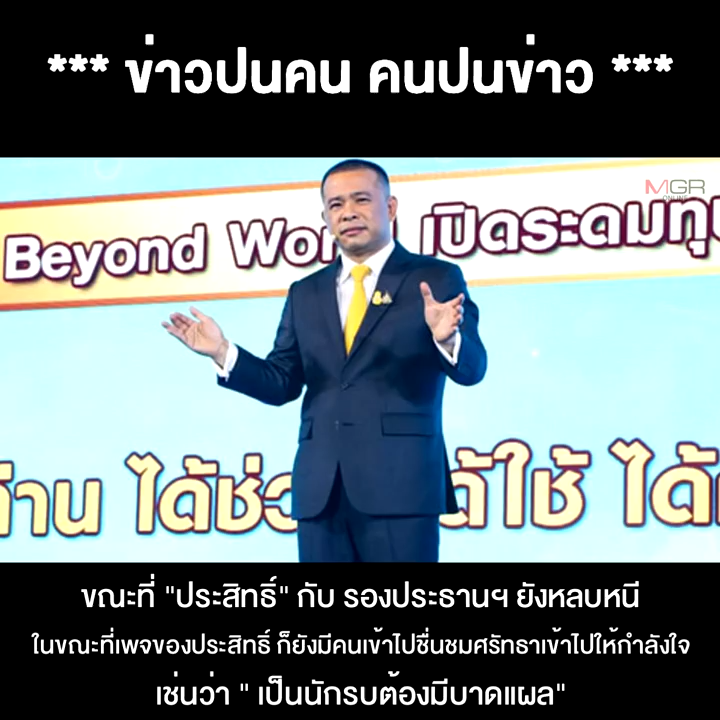 *** ข่าวปนคน คนปนข่าว ***
MGR
ONLINE
Beyond เปิดระดม
ได้ ได้ใช้ ได้
ขณะที่ "ประสิทธิ์" กับ รองประธานฯ ยังหลบหนี
ในขณะที่เพจของประสิทธิ์ ก็ยังมีคนเข้าไปชื่นชมศรัทธาเข้าไปให้กำลังใจ
เช่นว่า " เป็นนักรบต้องมีบาดแผล"